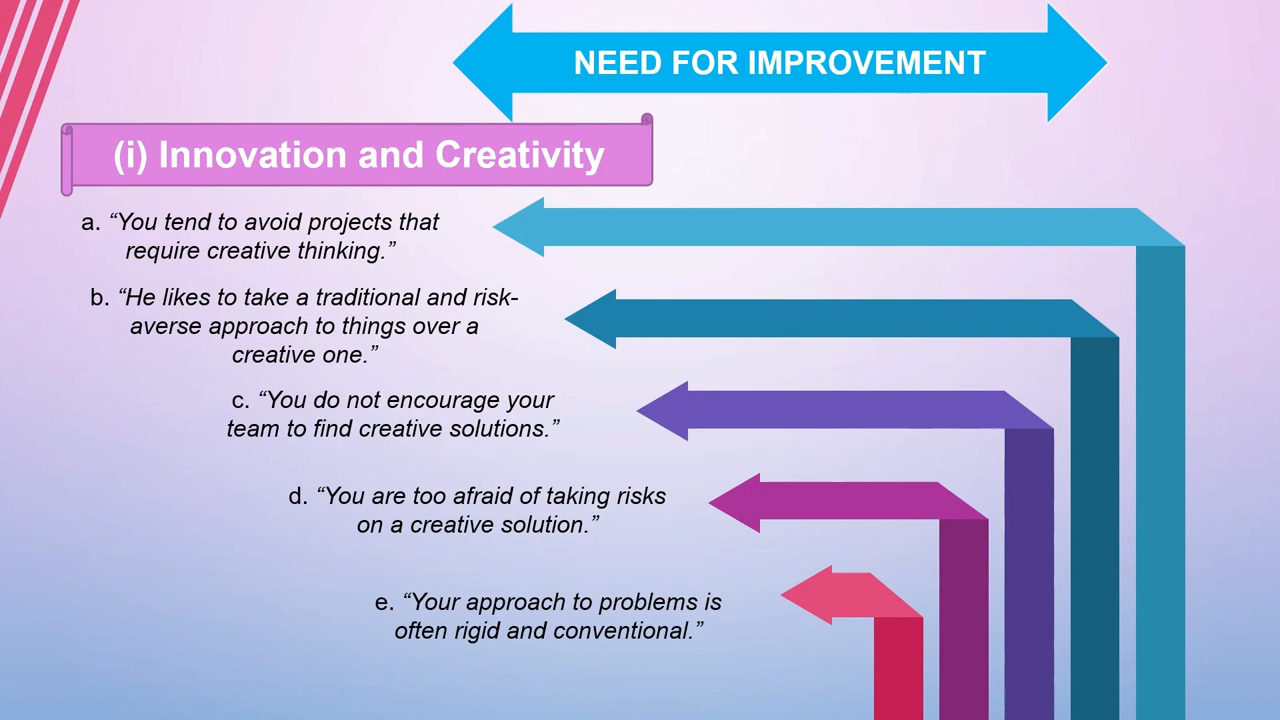 NEED FOR IMPROVEMENT
(i) Innovation and Creativity
a. “You tend to avoid projects that
require creative thinking.”
b. “He likes to take a traditional and risk-
averse approach to things over a
creative one.”
c. “You do not encourage your
team to find creative solutions.”
d. “You are too afraid of taking risks
on a creative solution.”
e. “Your approach to problems is
often rigid and conventional.”